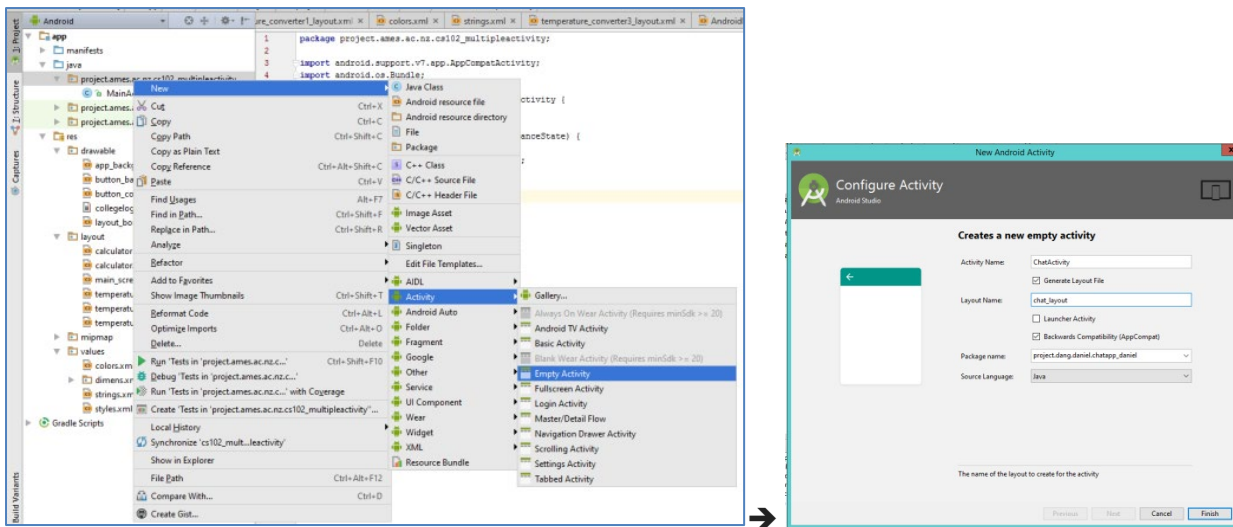 Android
ure_converter1_layout.xml
colors.xml
strings.xml
temperature_converter3_layout.xml
Android
1: Project
Z: Structure
Captures
Build Variants
app
manifests
java
project.ames.ac.nz.cs102_multipleactivity
MainA
project.ames.
project.ames.
res
drawable
app_back
button_ba
button_co
collegelog
layout_bo
layout
calculator
calculator
main_scre
temperatu
temperatu
temperatu
mipmap
values
colors.xm
dimens.x
strings.xm
styles.xml
Gradle Scripts
1 package project.ames.ac.nz.cs102_multipleactivity;
2
3 import android.support.v7.app.AppCompatActivity;
4 import android.os.Bundle;
ctivity {
anceState) {
;
New
Cut Ctrl+X
Copy Ctrl+C
Copy Path Ctrl+Shift+C
Copy as Plain Text
Copy Reference Ctrl+Alt+Shift+C
Paste Ctrl+V
Find Usages Alt+F7
Find in Path... Ctrl+Shift+F
Replace in Path... Ctrl+Shift+R
Analyze
Refactor
Add to Favorites
Show Image Thumbnails Ctrl+Shift+T
Reformat Code Ctrl+Alt+L
Optimize Imports Ctrl+Alt+O
Delete... Delete
Run 'Tests in 'project.ames.ac.nz.c...' Ctrl+Shift+F10
Debug 'Tests in 'project.ames.ac.nz.c...'
Run 'Tests in 'project.ames.ac.nz.c...' with Coverage
Create 'Tests in 'project.ames.ac.nz.cs102_multipleactivity''...
Local History
Synchronize 'cs102_mult...leactivity'
Show in Explorer
File Path Ctrl+Alt+F12
Compare With... Ctrl+D
Create Gist...
Java Class
Android resource file
Android resource directory
File
Package
C++ Class
C/C++ Source File
C/C++ Header File
Image Asset
Vector Asset
Singleton
Edit File Templates...
AIDL
Activity
Android Auto
Folder
Fragment
Google
Other
Service
UI Component
Wear
Widget
XML
Resource Bundle
Gallery...
Always On Wear Activity (Requires minSdk >= 20)
Android TV Activity
Basic Activity
Blank Wear Activity (Requires minSdk >= 20)
Empty Activity
Fullscreen Activity
Login Activity
Master/Detail Flow
Navigation Drawer Activity
Scrolling Activity
Settings Activity
Tabbed Activity
New Android Activity
X
Configure Activity
Android Studio
Creates a new empty activity
Activity Name: ChatActivity
Generate Layout File
Layout Name: chat_layout
Launcher Activity
Backwards Compatibility (AppCompat)
Package name: project.dang.daniel.chatapp_daniel
Source Language: Java
The name of the layout to create for the activity
Previous Next Cancel Finish